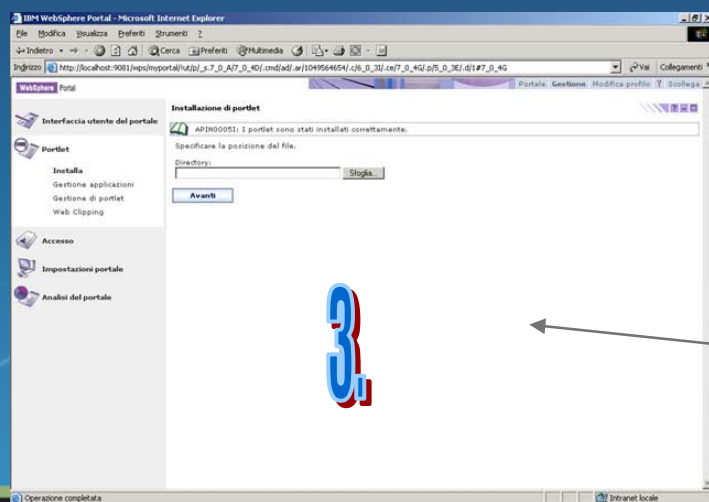 IBM WebSphere Portal - Microsoft Internet Explorer
File Modifica Visualizza Preferiti Strumenti ?
Indietro Cerca Preferiti Multimedia
Indirizzo http://localhost:9081/wps/myportal/!ut/p/_s.7_0_A/7_0_4D/.cmd/ad/.ar/1049564654/.c/6_0_3I/.ce/7_0_4G/.p/5_0_3E/.d/1#7_0_4G Vai Collegamenti
WebSphere Portal Portale Gestione Modifica profilo ? Scollega
Installazione di portlet
Interfaccia utente del portale
APIN0005I: I portlet sono stati installati correttamente.
Portlet
Specificare la posizione del file.
Directory:
Installa
Sfoglia...
Gestione applicazioni
Gestione di portlet
Avanti
Web Clipping
Accesso
Impostazioni portale
Analisi del portale
3.
Operazione completata Intranet locale